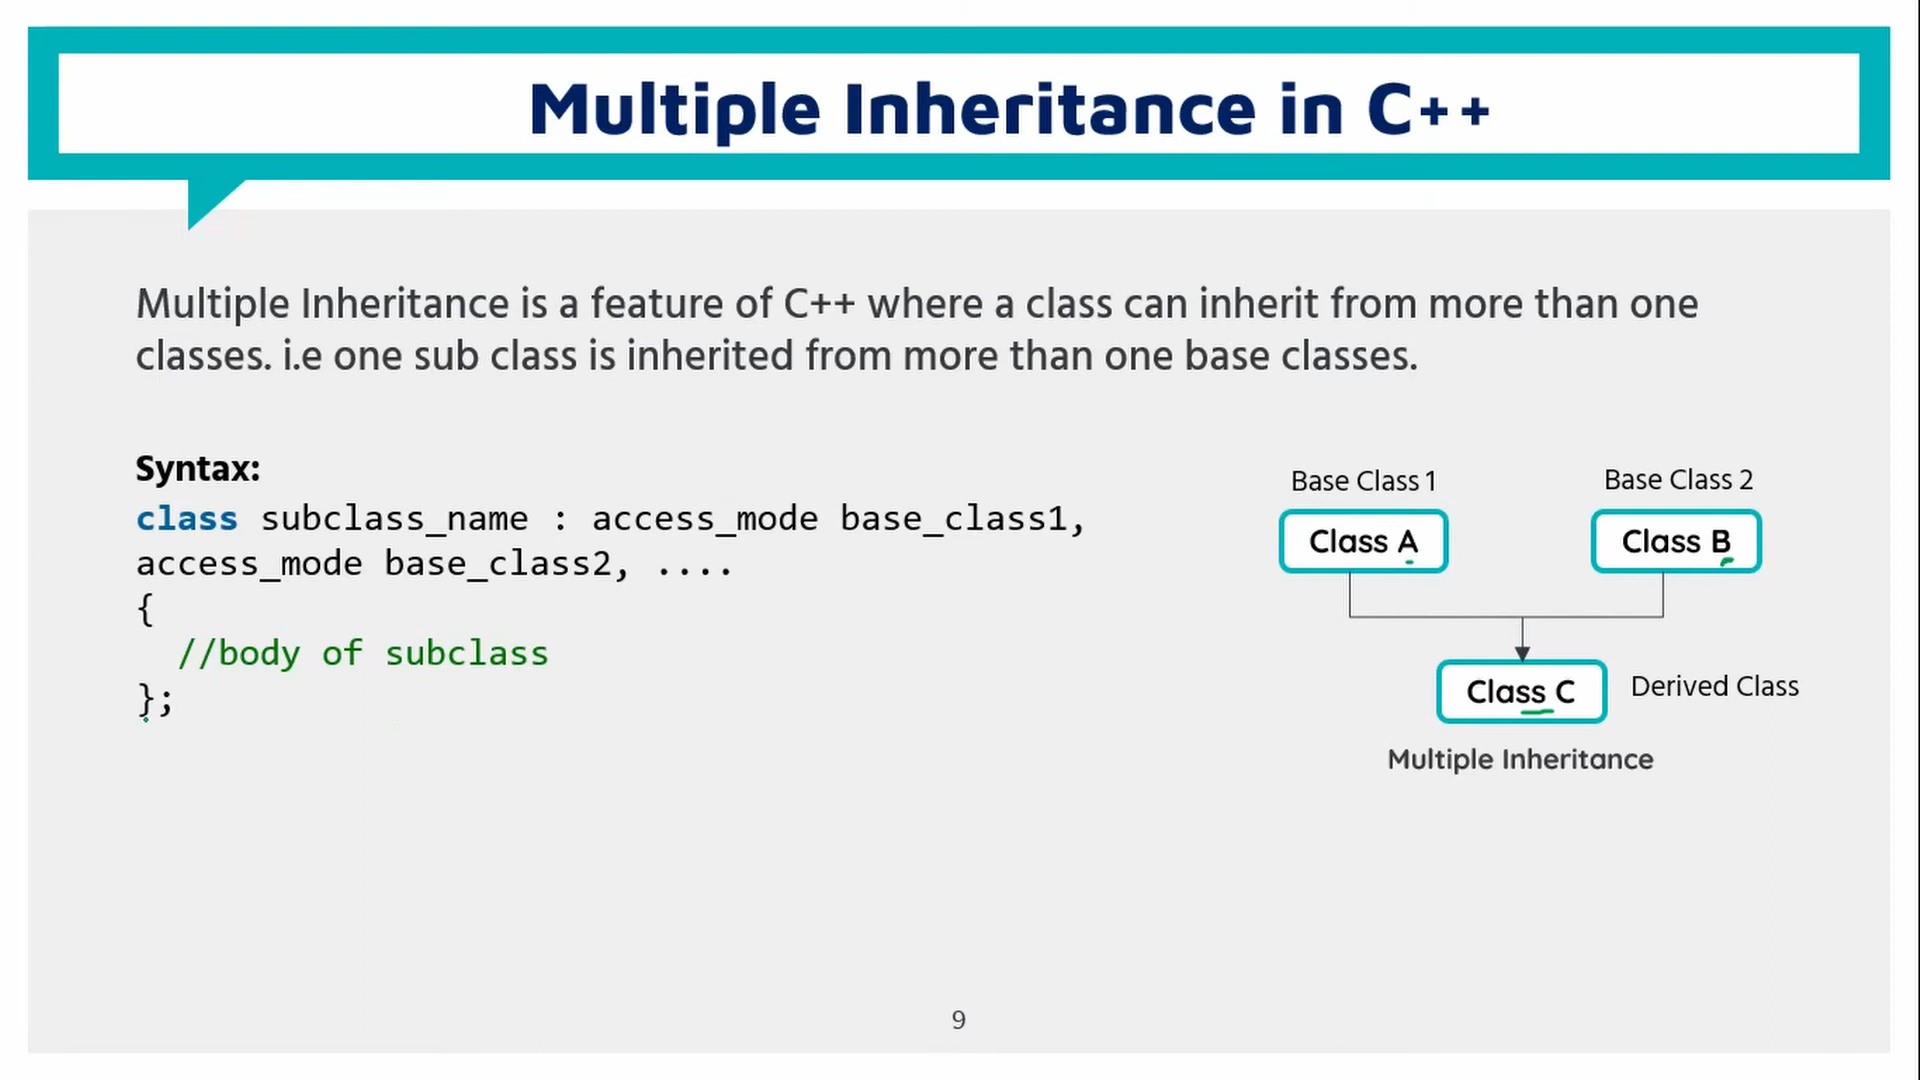 Multiple Inheritance in C++
Multiple Inheritance is a feature of C++ where a class can inherit from more than one
classes. i.e one sub class is inherited from more than one base classes.
Syntax:
class subclass_name : access_mode base_class1,
access_mode base_class2, ....
{
//body of subclass
};
Base Class 1
Base Class 2
Class A
Class B
Class C
Derived Class
Multiple Inheritance
9